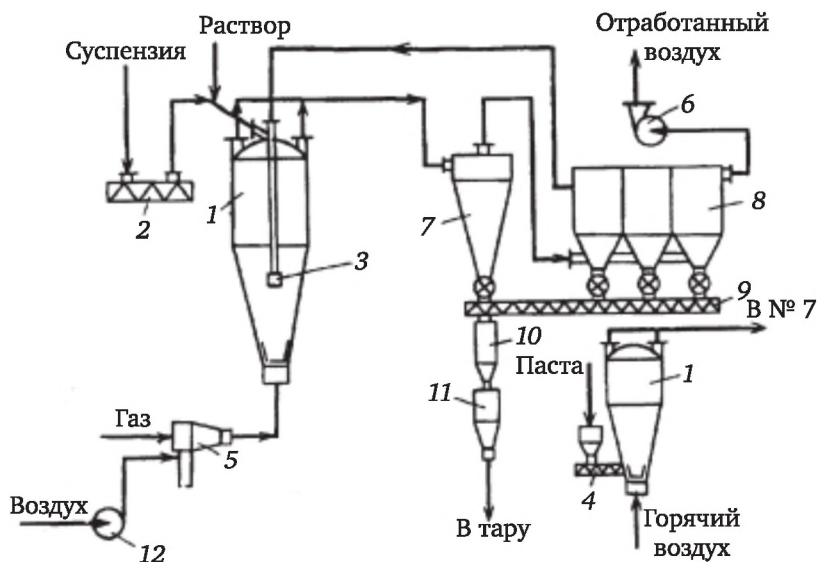 Раствор
Суспензия
Отработанный
воздух
6
1
2
7
8
3
9
В № 7
10
Паста
1
11
Газ
5
4
Воздух
12
В тару
Горячий
воздух